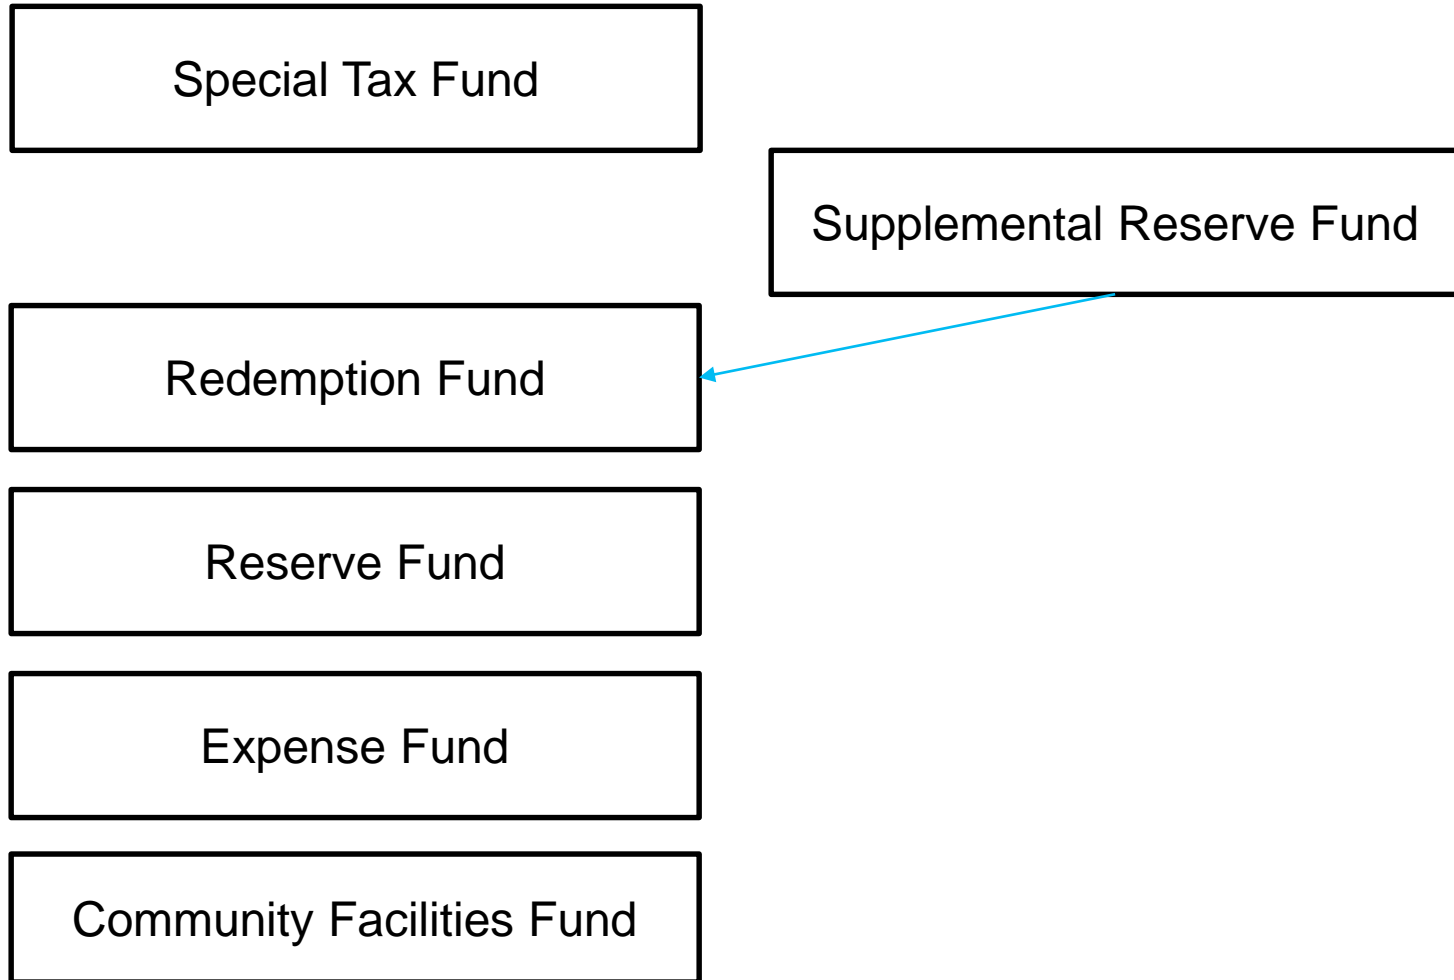 Special Tax Fund
Supplemental Reserve Fund
Redemption Fund
Reserve Fund
Expense Fund
Community Facilities Fund